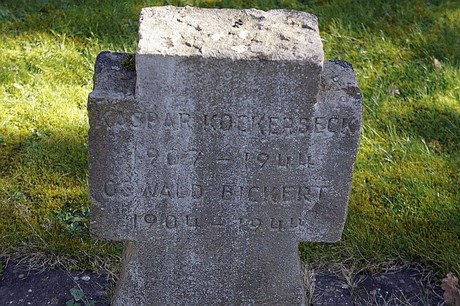 KASPAR KOCKERBECK
1907 – 1944
OSWALD BICKERT
1904 – 1944